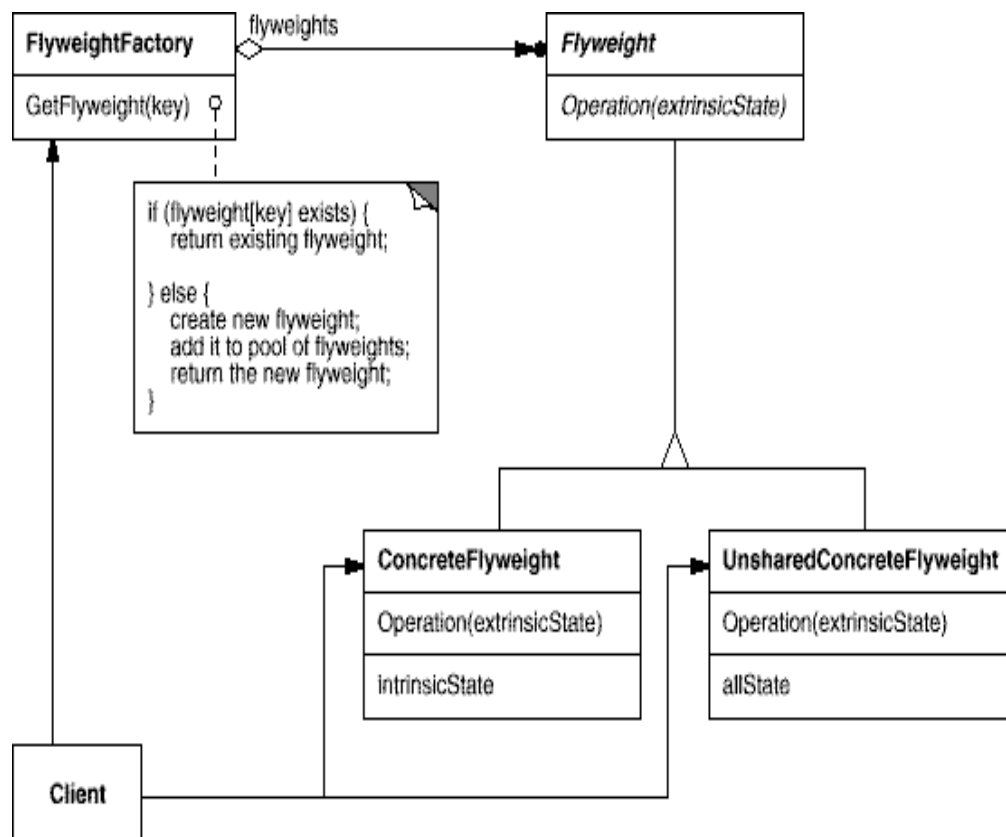 flyweights
FlyweightFactory
GetFlyweight(key)
Flyweight
Operation(extrinsicState)
if (flyweight[key] exists) {
return existing flyweight;
} else {
create new flyweight;
add it to pool of flyweights;
return the new flyweight;
}
ConcreteFlyweight
Operation(extrinsicState)
intrinsicState
UnsharedConcreteFlyweight
Operation(extrinsicState)
allState
Client